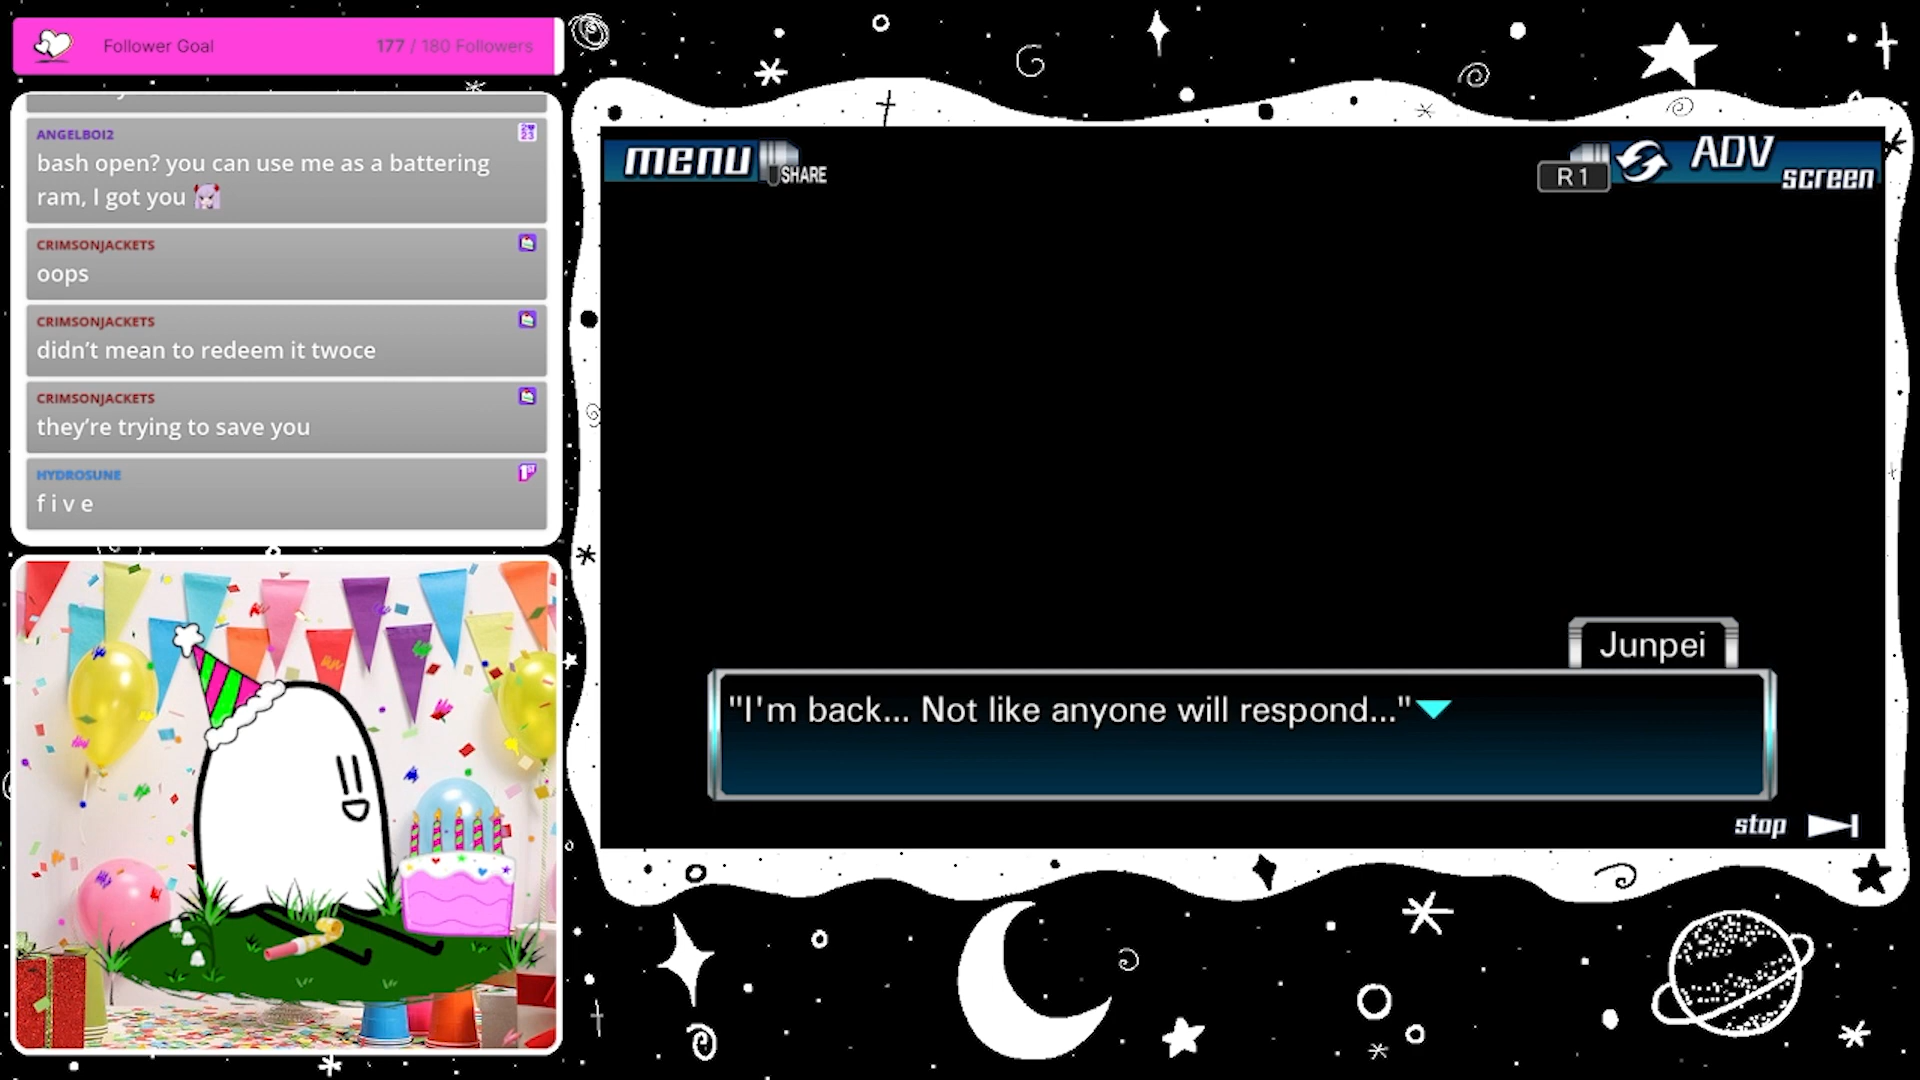 Follower Goal 177 / 180 Followers
ANGELBOI2
bash open? you can use me as a battering
ram, I got you
CRIMSONJACKETS
oops
CRIMSONJACKETS
didn't mean to redeem it twoce
CRIMSONJACKETS
they're trying to save you
HYDROSUNE
1ST
f i v e
menu SHARE
R1 ADV screen
Junpei
"I'm back... Not like anyone will respond..."
stop